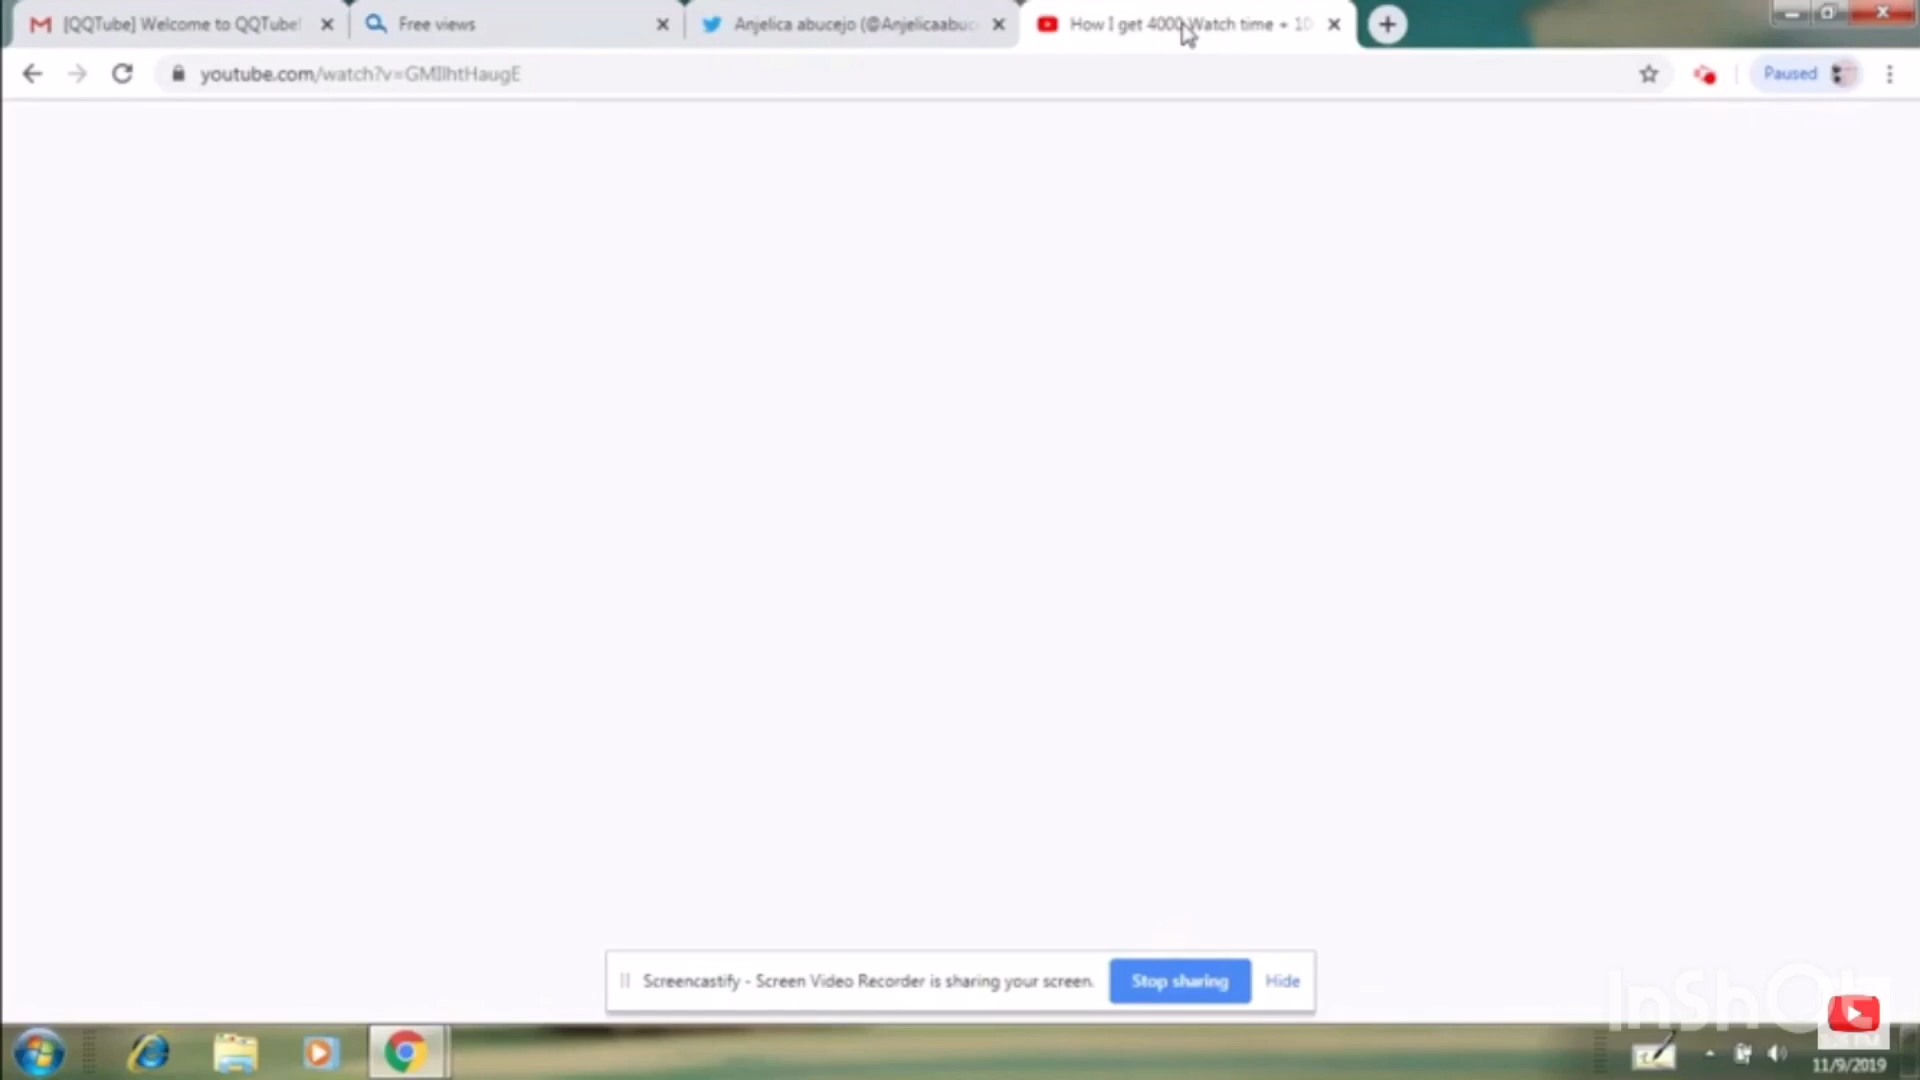 [QQTube] Welcome to QQTube!
Free views
Anjelica abucejo (@Anjelicaabuc
How I get 4000 Watch time + 10
youtube.com/watch?v=GMIlhtHaugE
Paused
Screencastify - Screen Video Recorder is sharing your screen.
Stop sharing
Hide
InShOt
11/9/2019